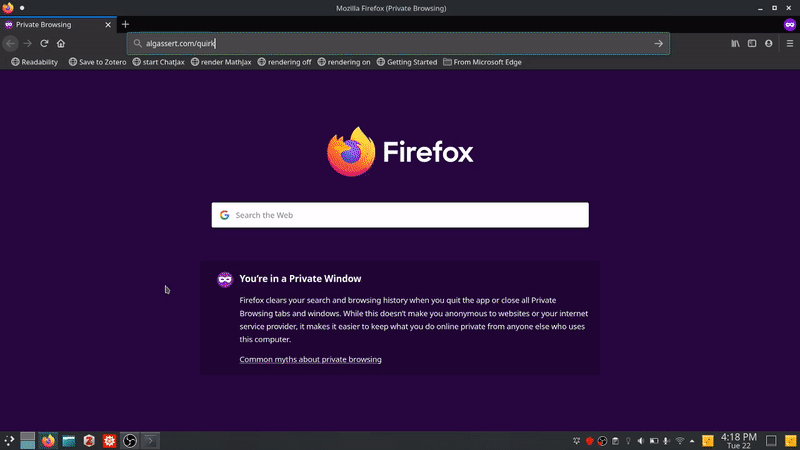 Mozilla Firefox (Private Browsing)
Private Browsing
algassert.com/quirk
Readability
Save to Zotero
start ChatJax
render MathJax
rendering off
rendering on
Getting Started
From Microsoft Edge
Firefox
Search the Web
You're in a Private Window
Firefox clears your search and browsing history when you quit the app or close all Private
Browsing tabs and windows. While this doesn't make you anonymous to websites or your internet
service provider, it makes it easier to keep what you do online private from anyone else who uses
this computer.
Common myths about private browsing
4:18 PM
Tue 22